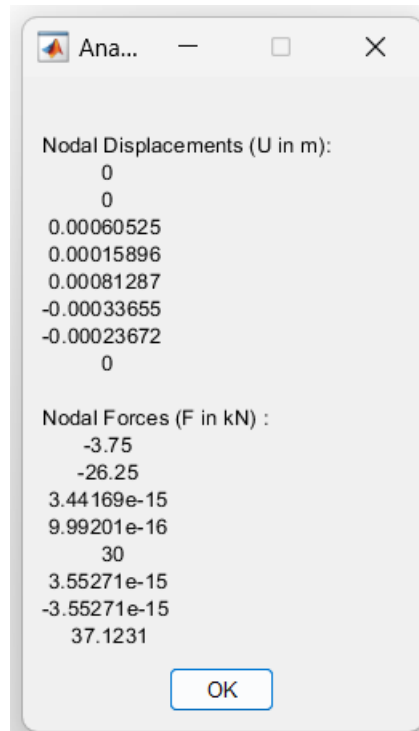 Ana...
Nodal Displacements (U in m):
0
0
0.00060525
0.00015896
0.00081287
-0.00033655
-0.00023672
0
Nodal Forces (F in kN) :
-3.75
-26.25
3.44169e-15
9.99201e-16
30
3.55271e-15
-3.55271e-15
37.1231
OK